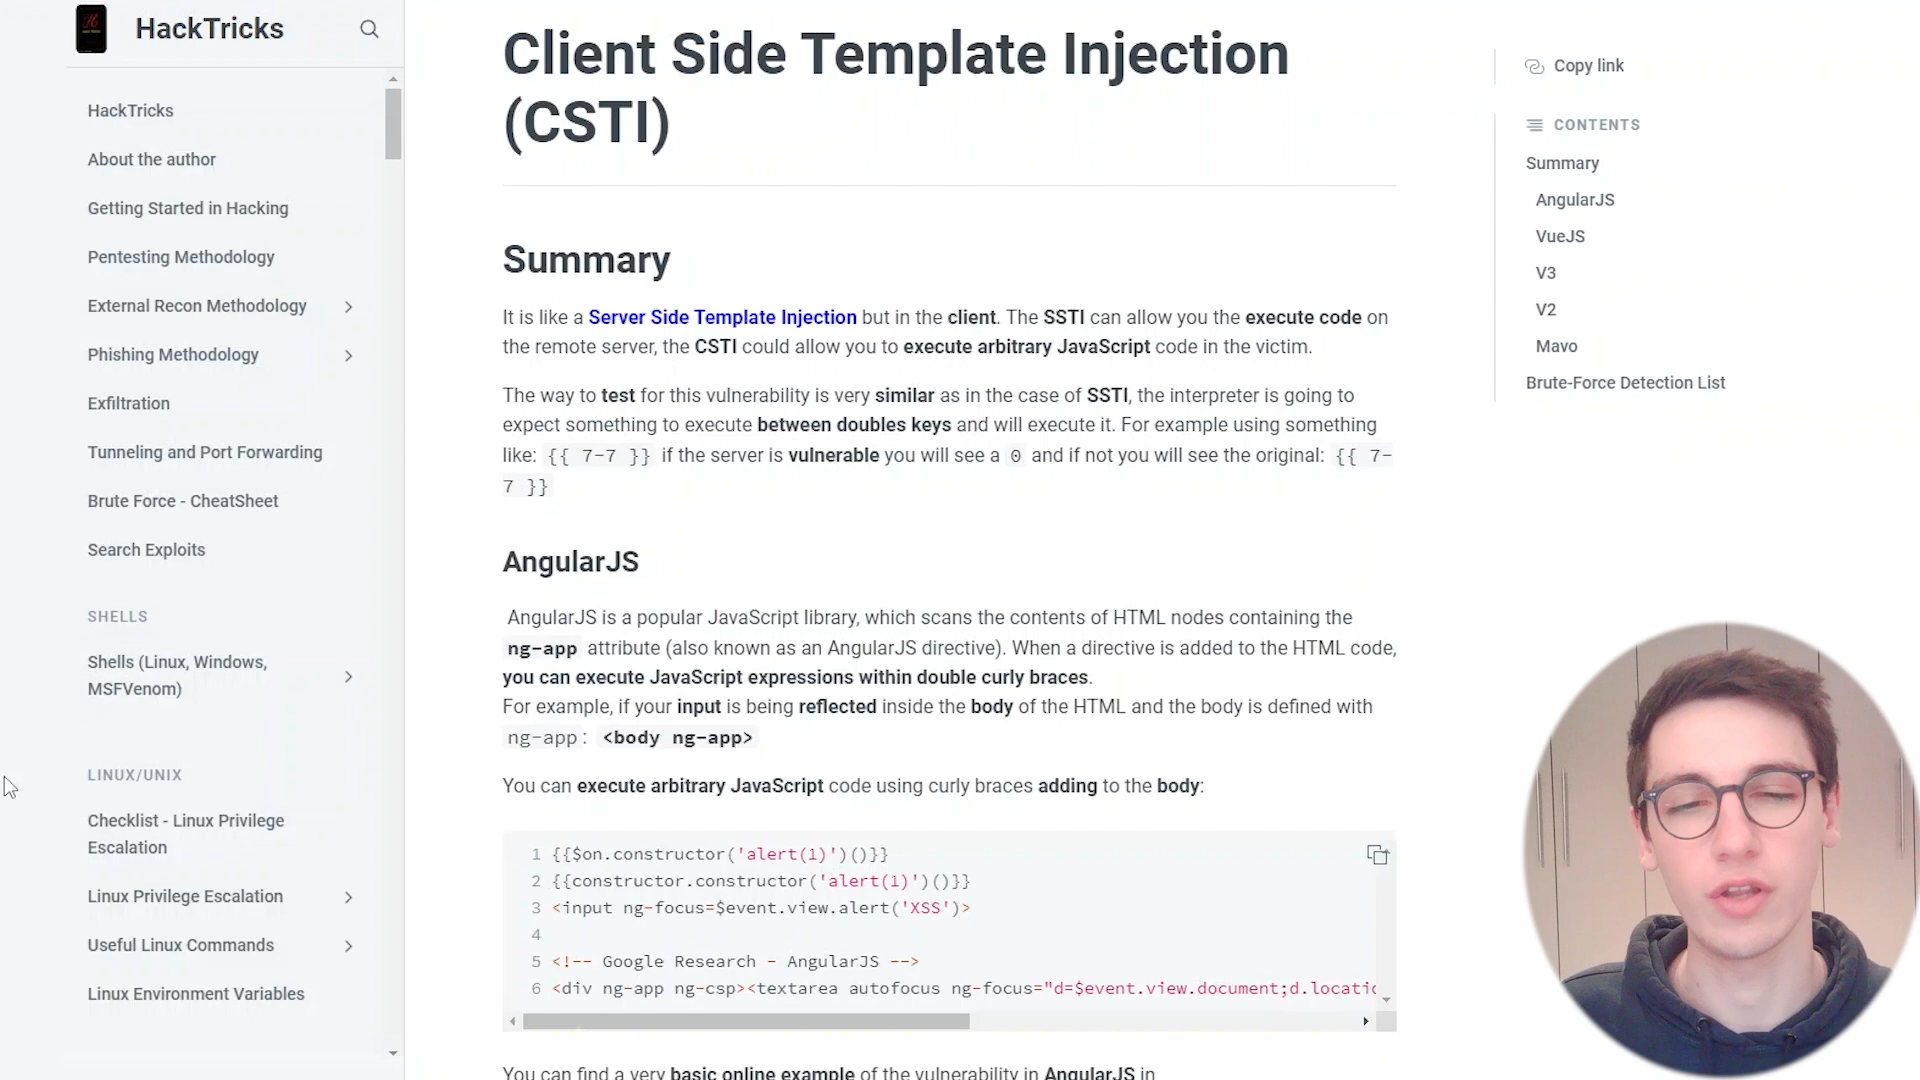 HackTricks
HackTricks
About the author
Getting Started in Hacking
Pentesting Methodology
External Recon Methodology
Phishing Methodology
Exfiltration
Tunneling and Port Forwarding
Brute Force - CheatSheet
Search Exploits
SHELLS
Shells (Linux, Windows,
MSFVenom)
LINUX/UNIX
Checklist - Linux Privilege
Escalation
Linux Privilege Escalation
Useful Linux Commands
Linux Environment Variables
Client Side Template Injection
(CSTI)
Summary
It is like a Server Side Template Injection but in the client. The SSTI can allow you the execute code on
the remote server, the CSTI could allow you to execute arbitrary JavaScript code in the victim.
The way to test for this vulnerability is very similar as in the case of SSTI, the interpreter is going to
expect something to execute between doubles keys and will execute it. For example using something
like: {{ 7-7 }} if the server is vulnerable you will see a 0 and if not you will see the original: {{ 7-
7 }}
AngularJS
AngularJS is a popular JavaScript library, which scans the contents of HTML nodes containing the
ng-app attribute (also known as an AngularJS directive). When a directive is added to the HTML code,
you can execute JavaScript expressions within double curly braces.
For example, if your input is being reflected inside the body of the HTML and the body is defined with
ng-app: <body ng-app>
You can execute arbitrary JavaScript code using curly braces adding to the body:
1 {{$on.constructor('alert(1)')()}}
2 {{constructor.constructor('alert(1)')()}}
3 <input ng-focus=$event.view.alert('XSS')>
4
5 <!-- Google Research - AngularJS -->
6 <div ng-app ng-csp><textarea autofocus ng-focus="d=$event.view.document;d.locatic
You can find a very basic online example of the vulnerability in AngularJS in
Copy link
CONTENTS
Summary
AngularJS
VueJS
V3
V2
Mavo
Brute-Force Detection List